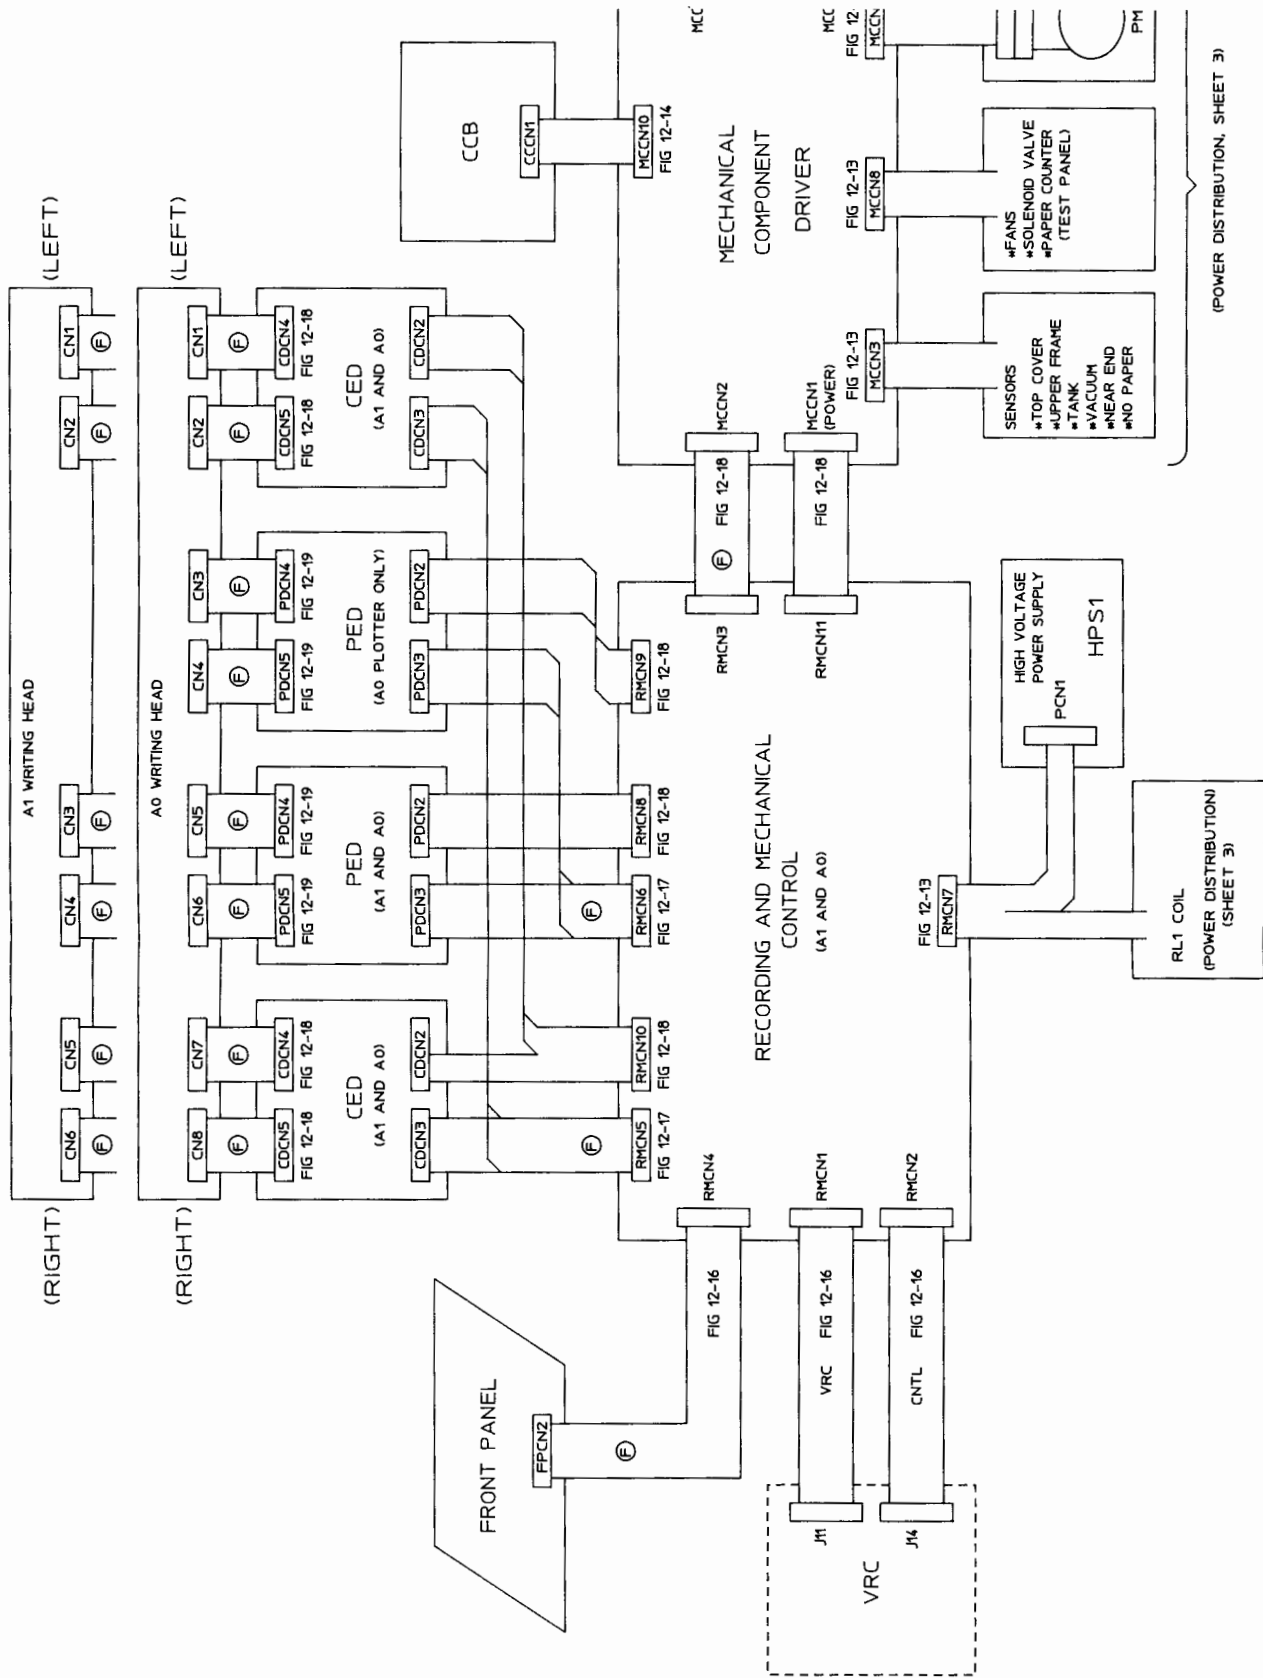 (RIGHT)
A1 WRITING HEAD
(LEFT)
CN6
CN5
CN4
CN3
CN2
CN1
F
F
F
F
F
F
(RIGHT)
A0 WRITING HEAD
(LEFT)
CN8
CN7
CN6
CN5
CN4
CN3
CN2
CN1
F
F
F
F
F
F
F
F
CDCN5
CDCN4
PDCN5
PDCN4
PDCN5
PDCN4
CDCN5
CDCN4
FIG 12-18
FIG 12-18
FIG 12-19
FIG 12-19
FIG 12-19
FIG 12-19
FIG 12-18
FIG 12-18
CED
(A1 AND A0)
PED
(A1 AND A0)
PED
(A0 PLOTTER ONLY)
CED
(A1 AND A0)
CDCN3
CDCN2
PDCN3
PDCN2
PDCN3
PDCN2
CDCN3
CDCN2
F
F
RMCN5
RMCN10
RMCN6
RMCN8
RMCN9
FIG 12-17
FIG 12-18
FIG 12-17
FIG 12-18
FIG 12-18
CCB
CCCN1
MCCN10
FIG 12-14
FRONT PANEL
FPCN2
F
FIG 12-16
RMCN4
VRC
J11
VRC
FIG 12-16
RMCN1
J14
CNTL
FIG 12-16
RMCN2
RECORDING AND MECHANICAL
CONTROL
(A1 AND A0)
RMCN3
F
FIG 12-18
MCCN2
RMCN11
FIG 12-18
MCCN1
(POWER)
MECHANICAL
COMPONENT
DRIVER
MCC
MCC
FIG 12-
MCCN
FIG 12-13
MCCN3
FIG 12-13
MCCN8
SENSORS
*TOP COVER
*UPPER FRAME
*TANK
*VACUUM
*NEAR END
*NO PAPER
*FANS
*SOLENOID VALVE
*PAPER COUNTER
(TEST PANEL)
PM
(POWER DISTRIBUTION, SHEET 3)
FIG 12-13
RMCN7
HIGH VOLTAGE
POWER SUPPLY
PCN1
HPS1
RL1 COIL
(POWER DISTRIBUTION)
(SHEET 3)